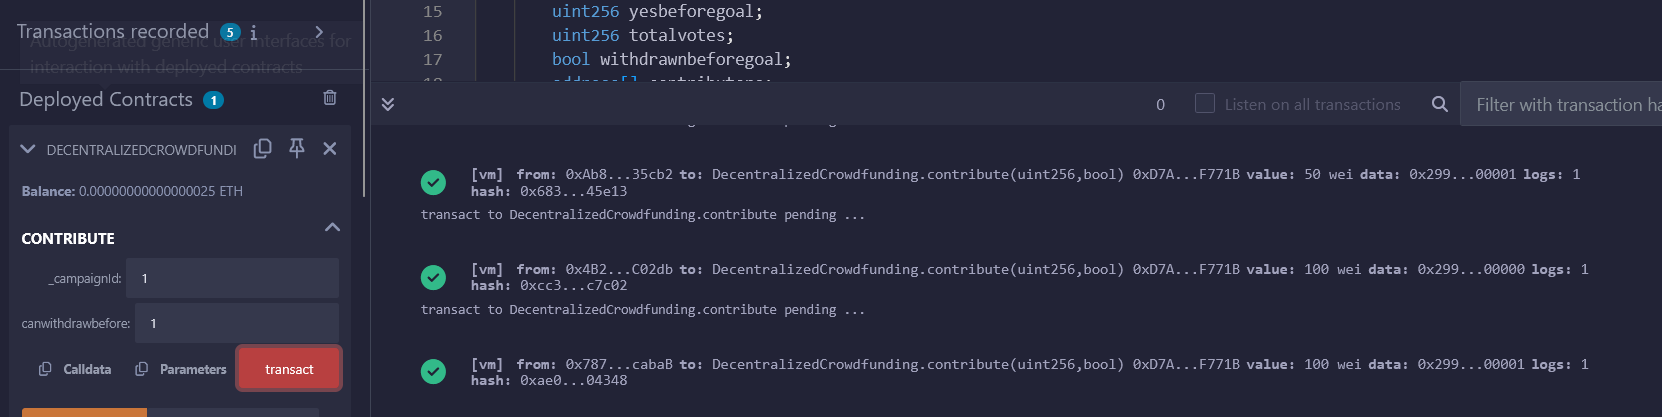 Transactions recorded 5 i
Autogenerated generic user interfaces for
interaction with deployed contracts
Deployed Contracts 1
DECENTRALIZEDCROWDFUNDI
Balance: 0.00000000000000025 ETH
CONTRIBUTE
_campaignId: 1
canwithdrawbefore: 1
Calldata Parameters transact
15 uint256 yesbeforegoal;
16 uint256 totalvotes;
17 bool withdrawnbeforegoal;
18 address[] contributors;
0 Listen on all transactions Filter with transaction ha
[vm] from: 0xAb8...35cb2 to: DecentralizedCrowdfunding.contribute(uint256,bool) 0xD7A...F771B value: 50 wei data: 0x299...00001 logs: 1
hash: 0x683...45e13
transact to DecentralizedCrowdfunding.contribute pending ...
[vm] from: 0x4B2...C02db to: DecentralizedCrowdfunding.contribute(uint256,bool) 0xD7A...F771B value: 100 wei data: 0x299...00000 logs: 1
hash: 0xcc3...c7c02
transact to DecentralizedCrowdfunding.contribute pending ...
[vm] from: 0x787...cabaB to: DecentralizedCrowdfunding.contribute(uint256,bool) 0xD7A...F771B value: 100 wei data: 0x299...00001 logs: 1
hash: 0xae0...04348